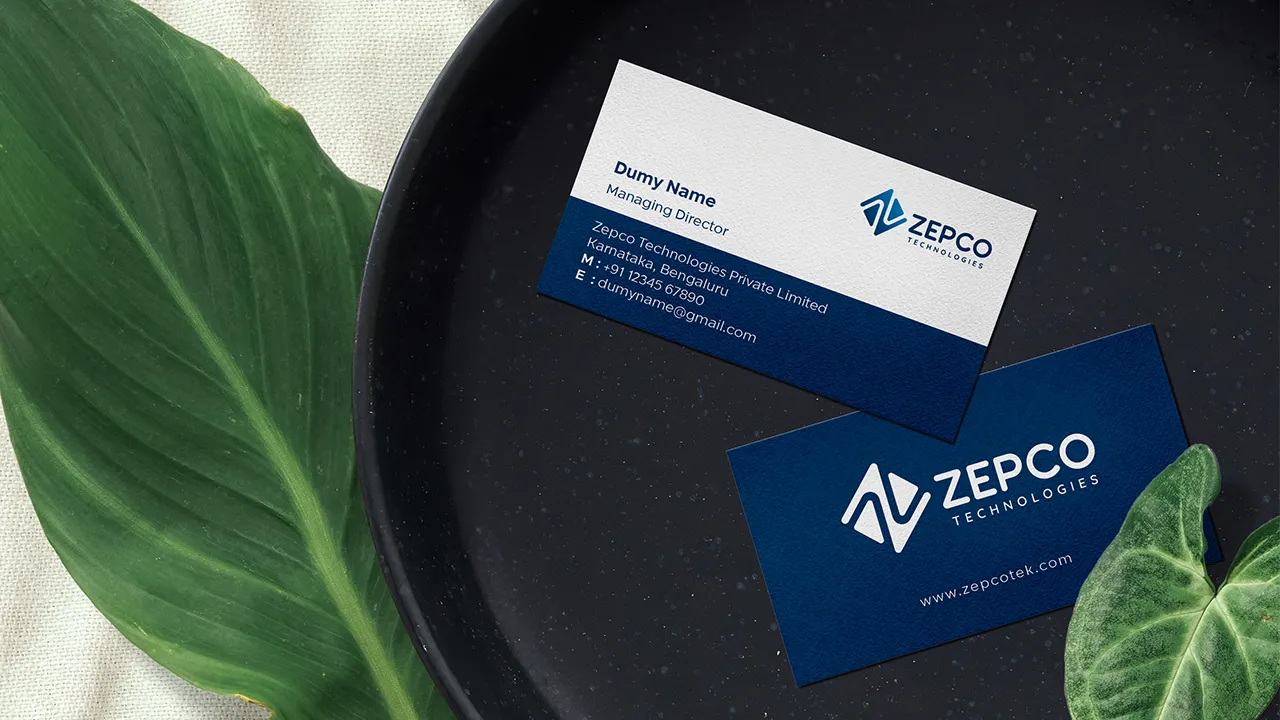 Dumy Name
Managing Director
ZEPCO
TECHNOLOGIES
Zepco Technologies Private Limited
Karnataka, Bengaluru
M : +91 12345 67890
E : dumyname@gmail.com
ZEPCO
TECHNOLOGIES
www.zepcotek.com